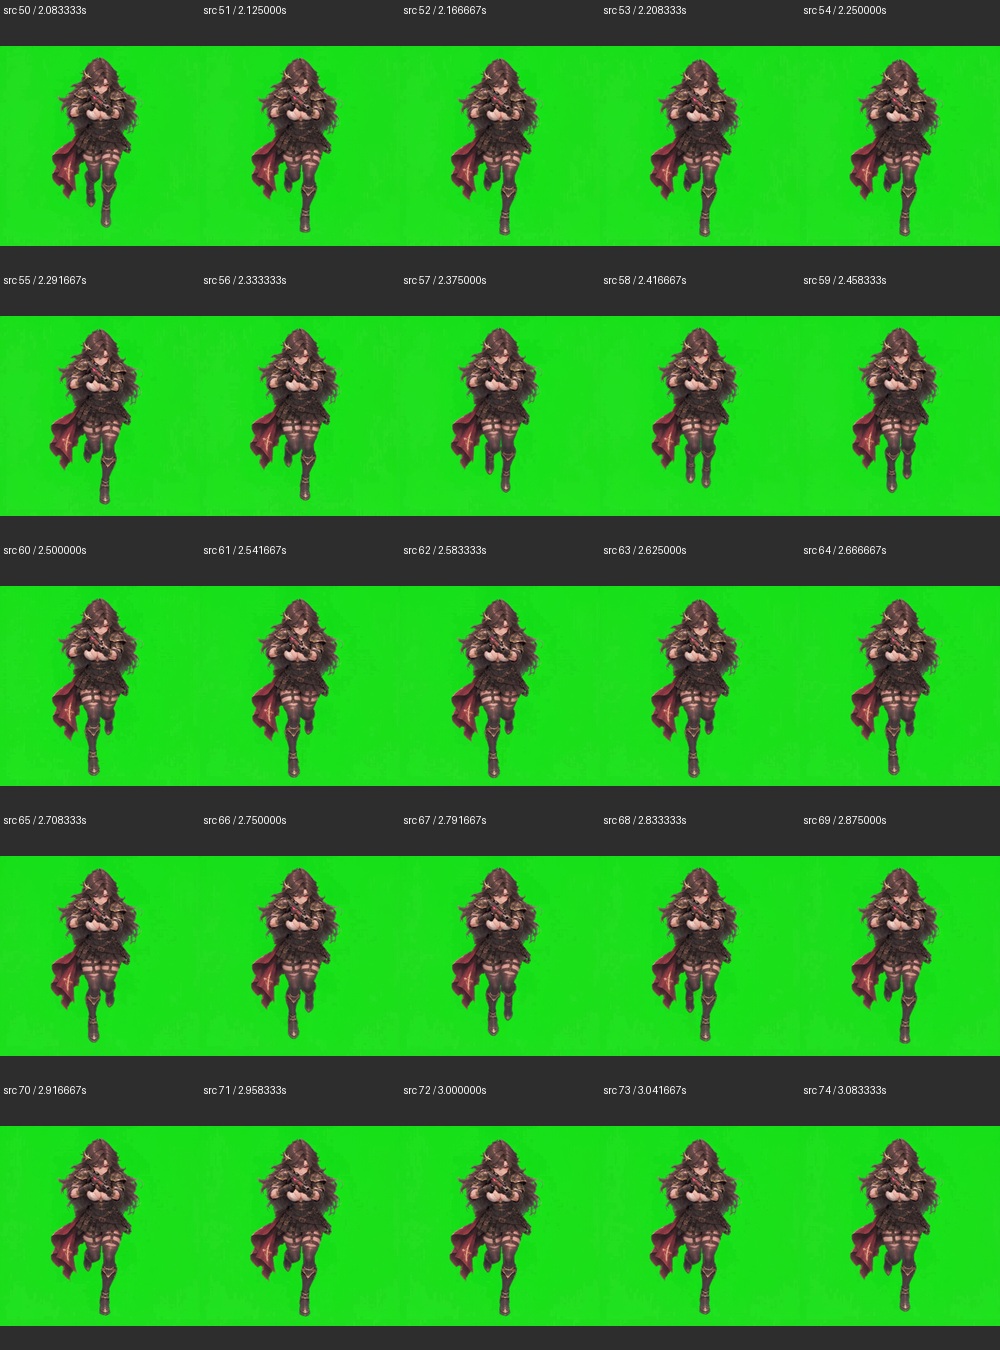 src 50 / 2.083333s
src 51 / 2.125000s
src 52 / 2.166667s
src 53 / 2.208333s
src 54 / 2.250000s
src 55 / 2.291667s
src 56 / 2.333333s
src 57 / 2.375000s
src 58 / 2.416667s
src 59 / 2.458333s
src 60 / 2.500000s
src 61 / 2.541667s
src 62 / 2.583333s
src 63 / 2.625000s
src 64 / 2.666667s
src 65 / 2.708333s
src 66 / 2.750000s
src 67 / 2.791667s
src 68 / 2.833333s
src 69 / 2.875000s
src 70 / 2.916667s
src 71 / 2.958333s
src 72 / 3.000000s
src 73 / 3.041667s
src 74 / 3.083333s